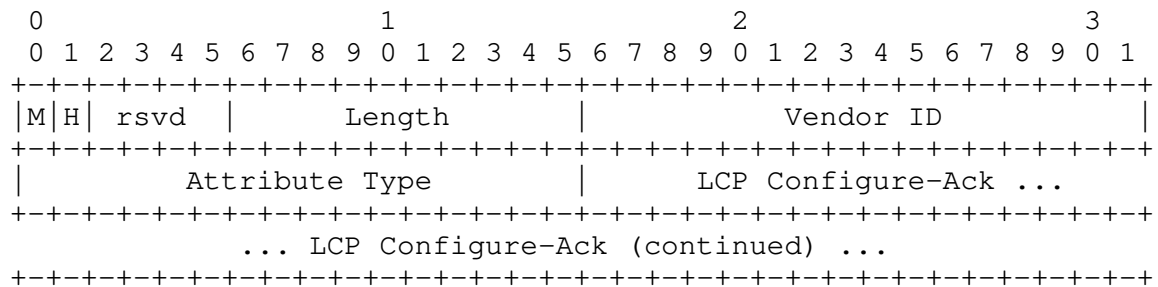 0                   1                   2                   3
 0 1 2 3 4 5 6 7 8 9 0 1 2 3 4 5 6 7 8 9 0 1 2 3 4 5 6 7 8 9 0 1
+-+-+-+-+-+-+-+-+-+-+-+-+-+-+-+-+-+-+-+-+-+-+-+-+-+-+-+-+-+-+-+-+
|M|H| rsvd  |      Length       |           Vendor ID           |
+-+-+-+-+-+-+-+-+-+-+-+-+-+-+-+-+-+-+-+-+-+-+-+-+-+-+-+-+-+-+-+-+
|         Attribute Type        |      LCP Configure-Ack ...
+-+-+-+-+-+-+-+-+-+-+-+-+-+-+-+-+-+-+-+-+-+-+-+-+-+-+-+-+-+-+-+-+
             ... LCP Configure-Ack (continued) ...
+-+-+-+-+-+-+-+-+-+-+-+-+-+-+-+-+-+-+-+-+-+-+-+-+-+-+-+-+-+-+-+-+